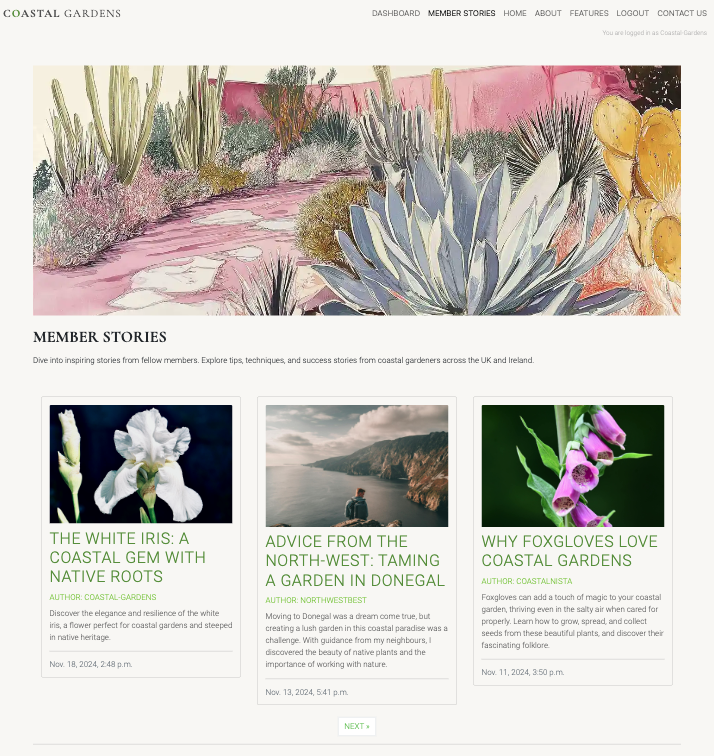 COASTAL GARDENS
DASHBOARD MEMBER STORIES HOME ABOUT FEATURES LOGOUT CONTACT US
You are logged in as Coastal-Gardens
MEMBER STORIES
Dive into inspiring stories from fellow members. Explore tips, techniques, and success stories from coastal gardeners across the UK and Ireland.
THE WHITE IRIS: A
COASTAL GEM WITH
NATIVE ROOTS
AUTHOR: COASTAL-GARDENS
Discover the elegance and resilience of the white
iris, a flower perfect for coastal gardens and steeped
in native heritage.
Nov. 18, 2024, 2:48 p.m.
ADVICE FROM THE
NORTH-WEST: TAMING
A GARDEN IN DONEGAL
AUTHOR: NORTHWESTBEST
Moving to Donegal was a dream come true, but
creating a lush garden in this coastal paradise was a
challenge. With guidance from my neighbours, I
discovered the beauty of native plants and the
importance of working with nature.
Nov. 13, 2024, 5:41 p.m.
WHY FOXGLOVES LOVE
COASTAL GARDENS
AUTHOR: COASTALNISTA
Foxgloves can add a touch of magic to your coastal
garden, thriving even in the salty air when cared for
properly. Learn how to grow, spread, and collect
seeds from these beautiful plants, and discover their
fascinating folklore.
Nov. 11, 2024, 3:50 p.m.
NEXT »